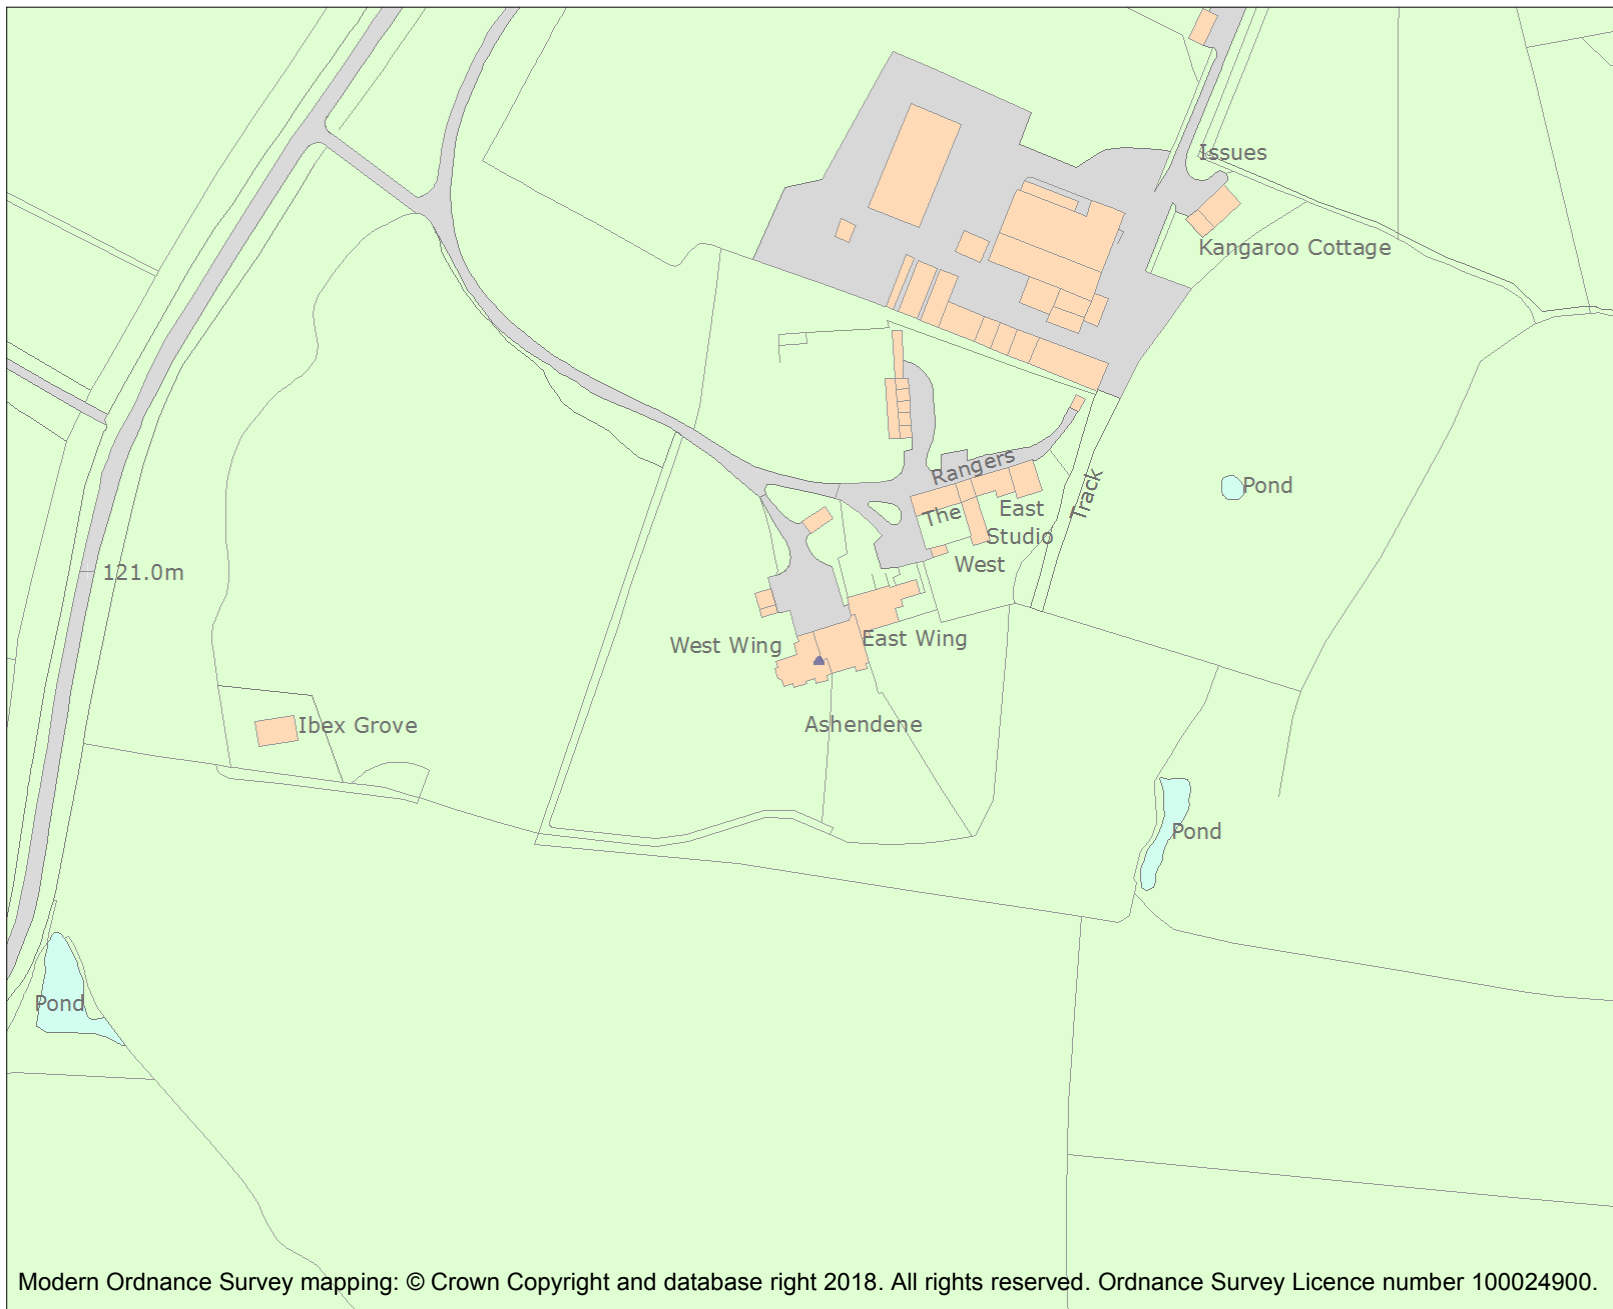 Issues
Kangaroo Cottage
Rangers
The
East
Studio
West
Track
Pond
121.0m
West Wing
East Wing
Ibex Grove
Ashendene
Pond
Pond
Modern Ordnance Survey mapping: © Crown Copyright and database right 2018. All rights reserved. Ordnance Survey Licence number 100024900.